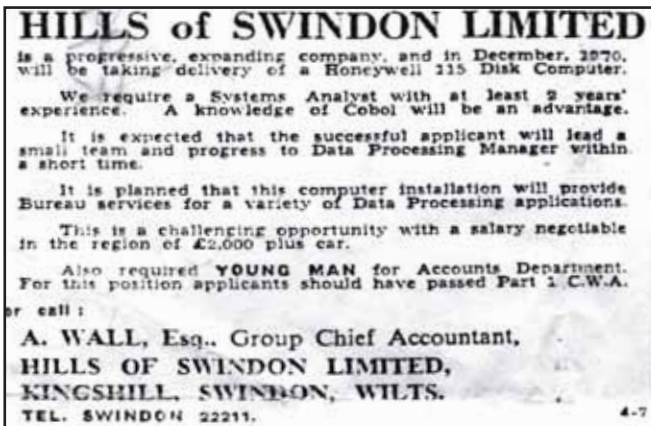 HILLS of SWINDON LIMITED
is a progressive, expanding company, and in December, 1970,
will be taking delivery of a Honeywell 115 Disk Computer.
We require a Systems Analyst with at least 2 years'
experience. A knowledge of Cobol will be an advantage.
It is expected that the successful applicant will lead a
small team and progress to Data Processing Manager within
a short time.
It is planned that this computer installation will provide
Bureau services for a variety of Data Processing applications.
This is a challenging opportunity with a salary negotiable
in the region of £2,000 plus car.
Also required YOUNG MAN for Accounts Department.
For this position applicants should have passed Part 1 C.W.A.
or call :
A. WALL, Esq., Group Chief Accountant,
HILLS OF SWINDON LIMITED,
KINGSHILL, SWINDON, WILTS.
TEL. SWINDON 22211.
4-7